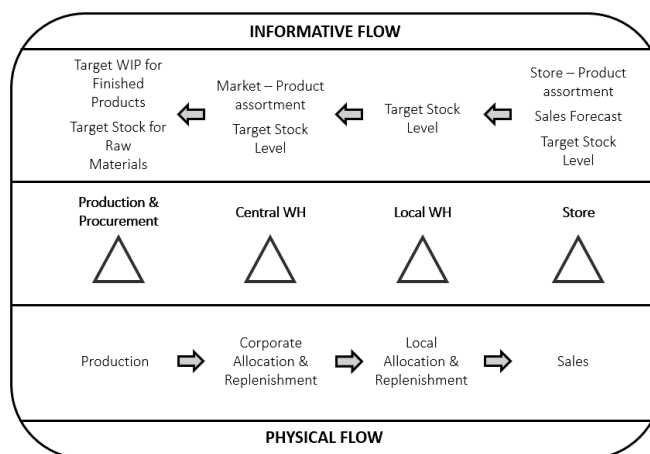 INFORMATIVE FLOW
Target WIP for
Finished
Products
Target Stock for
Raw
Materials
Market – Product
assortment
Target Stock
Level
Target Stock
Level
Store – Product
assortment
Sales Forecast
Target Stock
Level
Production &
Procurement
Central WH
Local WH
Store
Production
Corporate
Allocation &
Replenishment
Local
Allocation &
Replenishment
Sales
PHYSICAL FLOW